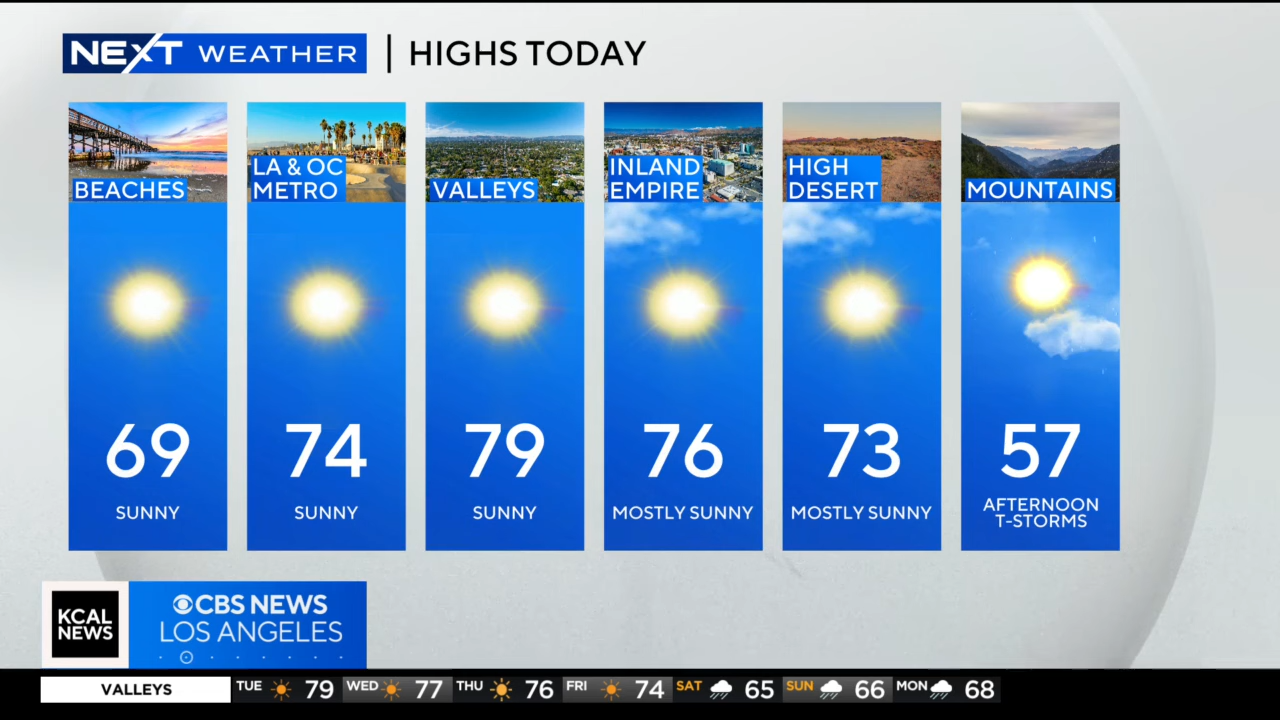 NEXT WEATHER | HIGHS TODAY
BEACHES
LA & OC
METRO
VALLEYS
INLAND
EMPIRE
HIGH
DESERT
MOUNTAINS
69
SUNNY
74
SUNNY
79
SUNNY
76
MOSTLY SUNNY
73
MOSTLY SUNNY
57
AFTERNOON
T-STORMS
KCAL
NEWS
CBS NEWS
LOS ANGELES
VALLEYS TUE 79 WED 77 THU 76 FRI 74 SAT 65 SUN 66 MON 68